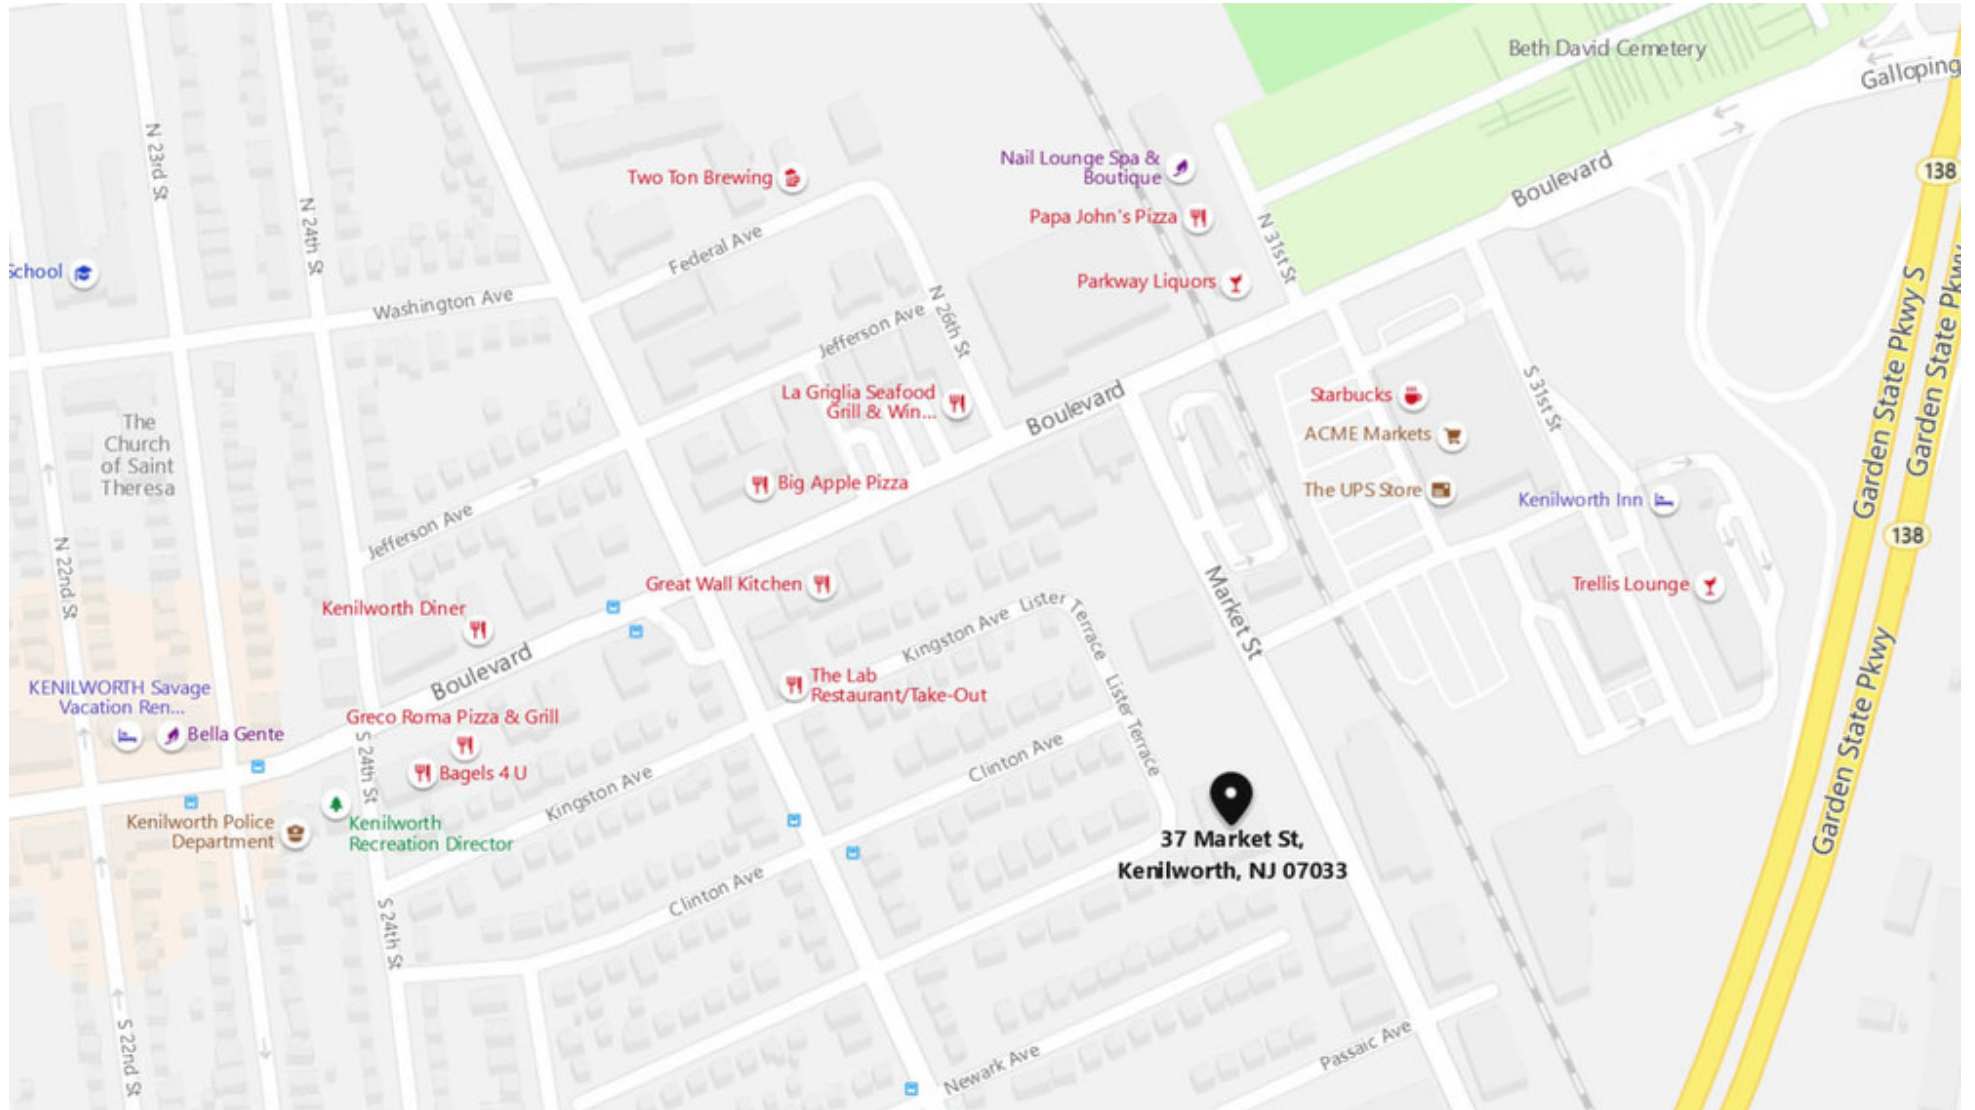 Beth David Cemetery
Galloping
N 23rd St
Nail Lounge Spa &
Boutique
Boulevard
138
Two Ton Brewing
N 24th St
Papa John's Pizza
N 31st St
Federal Ave
School
Washington Ave
Parkway Liquors
N 26th St
Jefferson Ave
Garden State Pkwy S
Garden State Pkwy
La Griglia Seafood
Grill & Win...
Boulevard
Starbucks
S 31st St
ACME Markets
The
Church
of Saint
Theresa
Big Apple Pizza
The UPS Store
Kenilworth Inn
Jefferson Ave
138
N 22nd St
Great Wall Kitchen
Trellis Lounge
Kenilworth Diner
Market St
Kingston Ave
Lister Terrace
Boulevard
The Lab
Restaurant/Take-Out
Lister Terrace
KENILWORTH Savage
Vacation Ren...
Greco Roma Pizza & Grill
Bella Gente
S 24th St
Clinton Ave
Garden State Pkwy
Bagels 4 U
Kingston Ave
Kenilworth Police
Department
Kenilworth
Recreation Director
37 Market St,
Kenilworth, NJ 07033
Clinton Ave
S 24th St
S 22nd St
Newark Ave
Passaic Ave